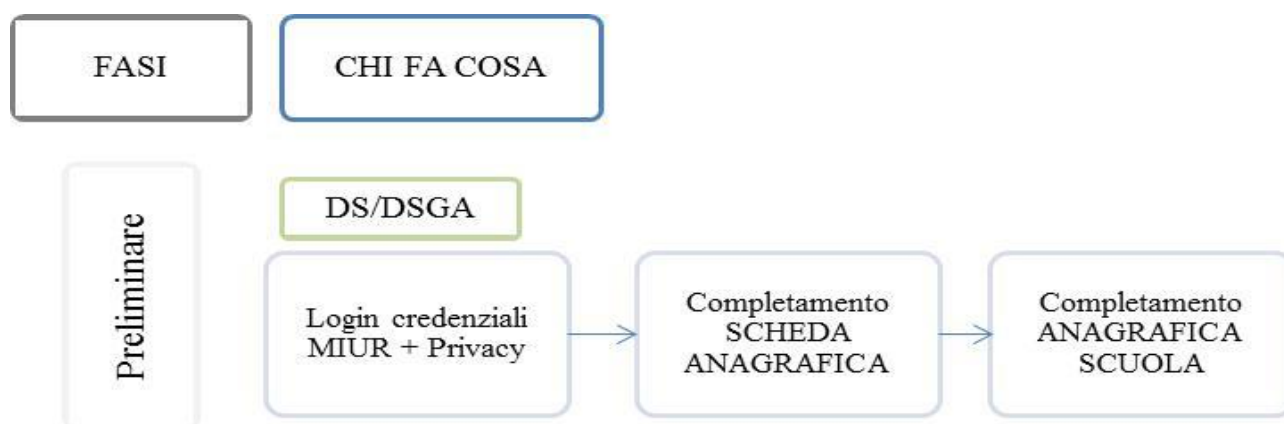 FASI
CHI FA COSA
Preliminare
DS/DSGA
Login credenziali
MIUR + Privacy
Completamento
SCHEDA
ANAGRAFICA
Completamento
ANAGRAFICA
SCUOLA